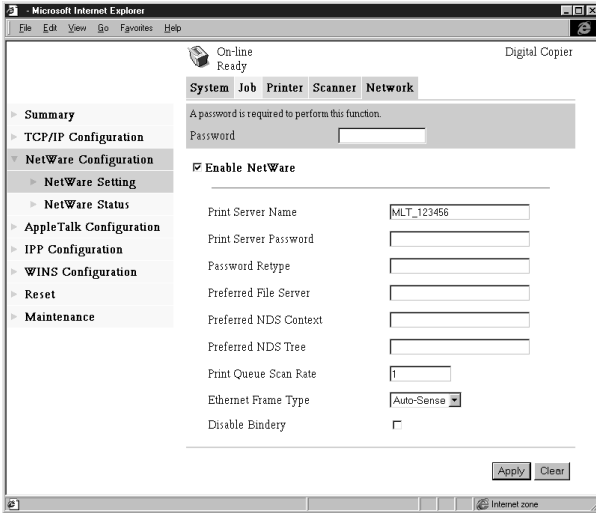 - Microsoft Internet Explorer
File Edit View Go Favorites Help
On-line
Ready
Digital Copier
System Job Printer Scanner Network
Summary
TCP/IP Configuration
NetWare Configuration
NetWare Setting
NetWare Status
AppleTalk Configuration
IPP Configuration
WINS Configuration
Reset
Maintenance
A password is required to perform this function.
Password
Enable NetWare
Print Server Name MLT_123456
Print Server Password
Password Retype
Preferred File Server
Preferred NDS Context
Preferred NDS Tree
Print Queue Scan Rate 1
Ethernet Frame Type Auto-Sense
Disable Bindery
Apply Clear
Internet zone